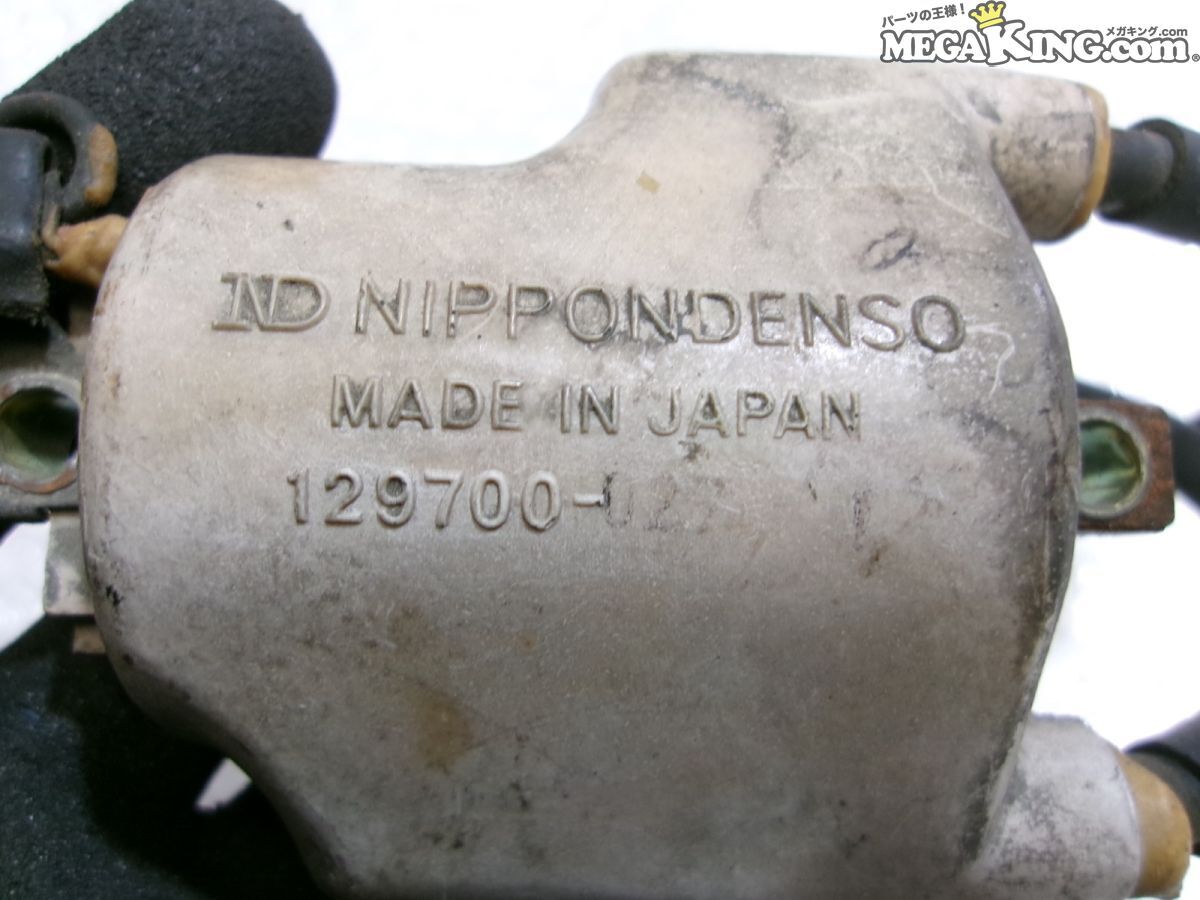 パーツの王様！
メガキング.com
MEGAKING.com
ND NIPPONDENSO
MADE IN JAPAN
129700-